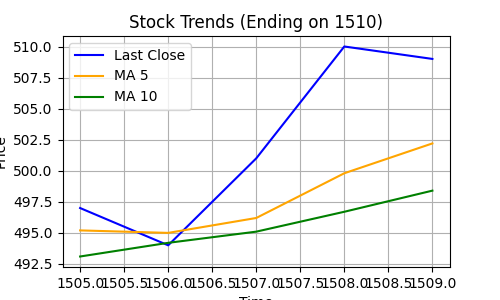 Stock Trends (Ending on 1510)
Last Close
MA 5
MA 10
510.0
507.5
505.0
502.5
500.0
497.5
495.0
492.5
Price
1505.0 1505.5 1506.0 1506.5 1507.0 1507.5 1508.0 1508.5 1509.0
Time